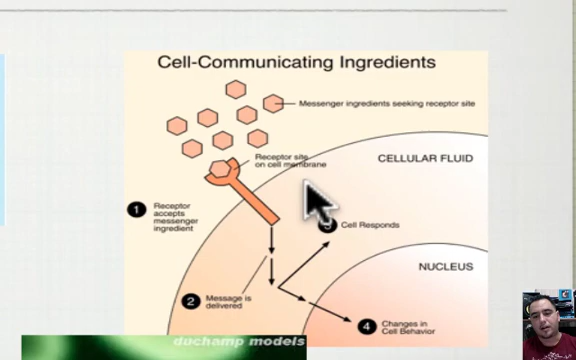 Cell-Communicating Ingredients
Messenger ingredients seeking receptor site
Receptor site
on cell membrane
CELLULAR FLUID
1
Receptor
accepts
messenger
ingredient
Cell Responds
NUCLEUS
2
Message is
delivered
4
Changes in
Cell Behavior
duchamp models